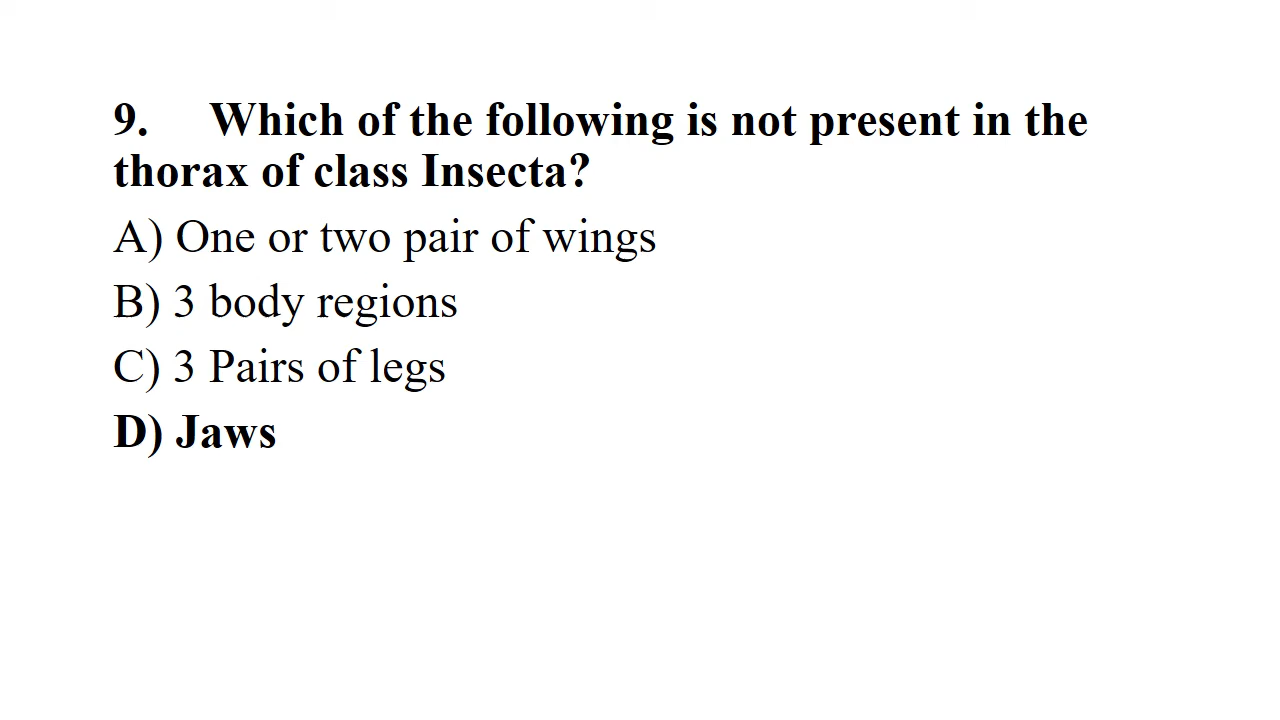 9. Which of the following is not present in the
thorax of class Insecta?
A) One or two pair of wings
B) 3 body regions
C) 3 Pairs of legs
D) Jaws